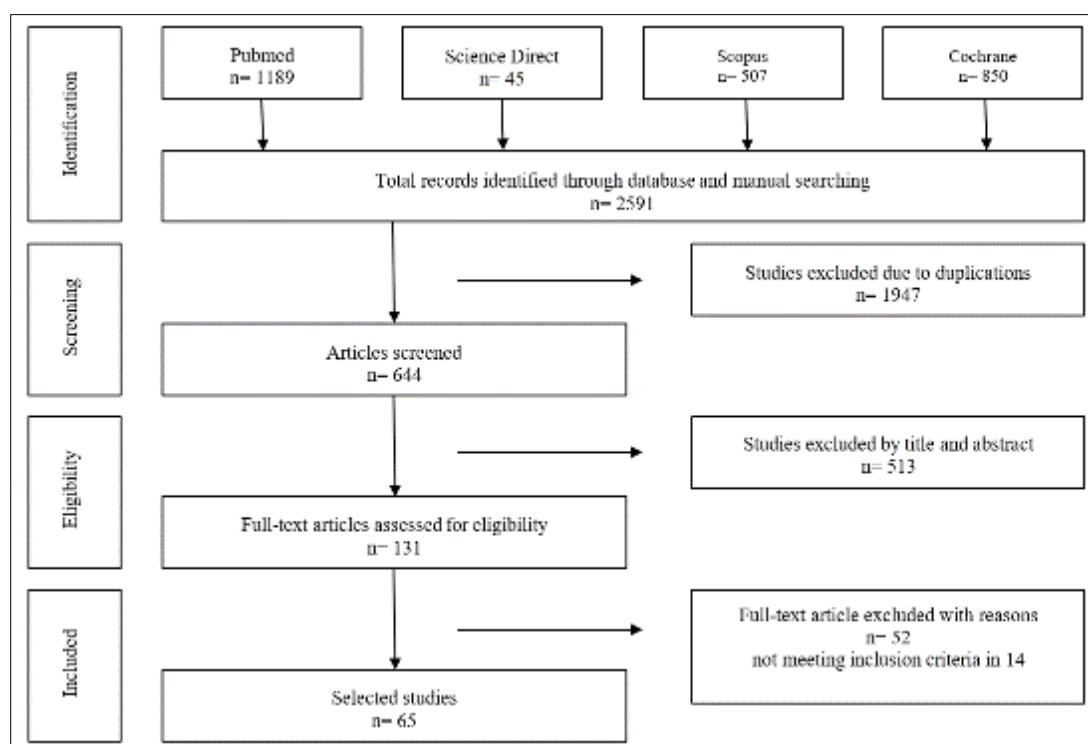 Identification
Pubmed
n= 1189
Science Direct
n= 45
Scopus
n= 507
Cochrane
n= 850
Total records identified through database and manual searching
n= 2591
Screening
Studies excluded due to duplications
n= 1947
Articles screened
n= 644
Eligibility
Studies excluded by title and abstract
n= 513
Full-text articles assessed for eligibility
n= 131
Included
Full-text article excluded with reasons
n= 52
not meeting inclusion criteria in 14
Selected studies
n= 65